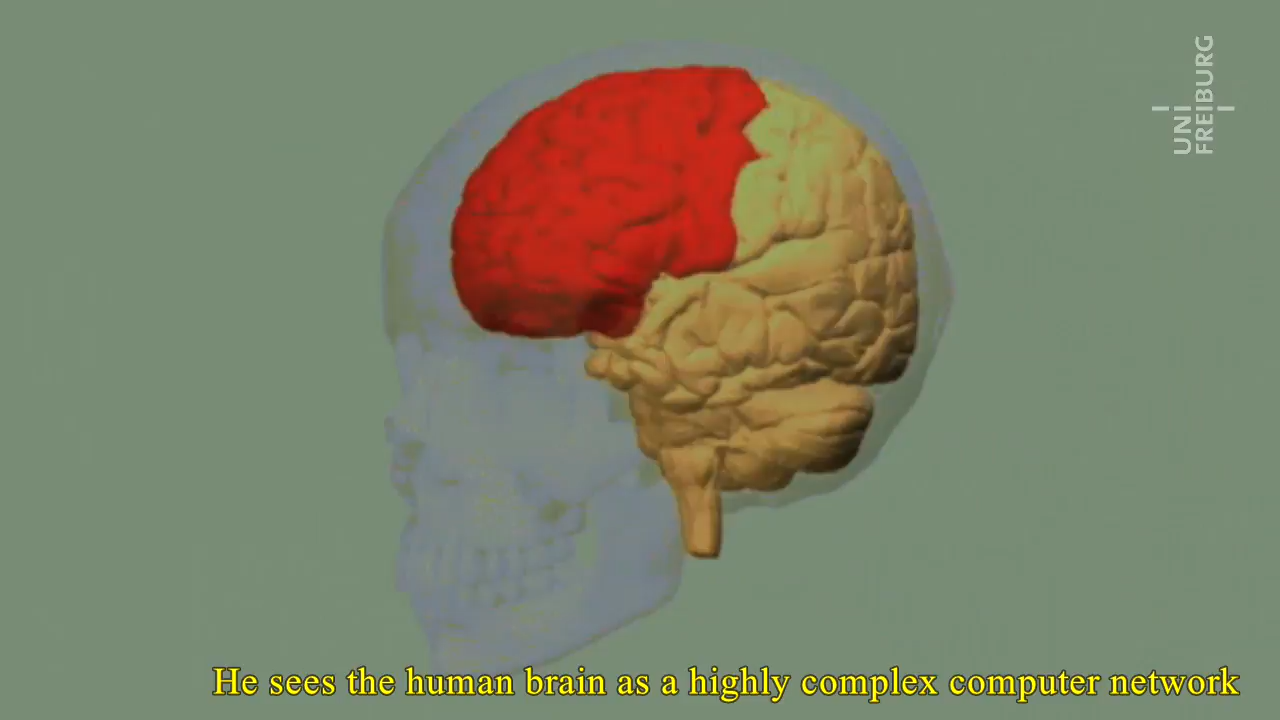 UNI
FREIBURG
He sees the human brain as a highly complex computer network